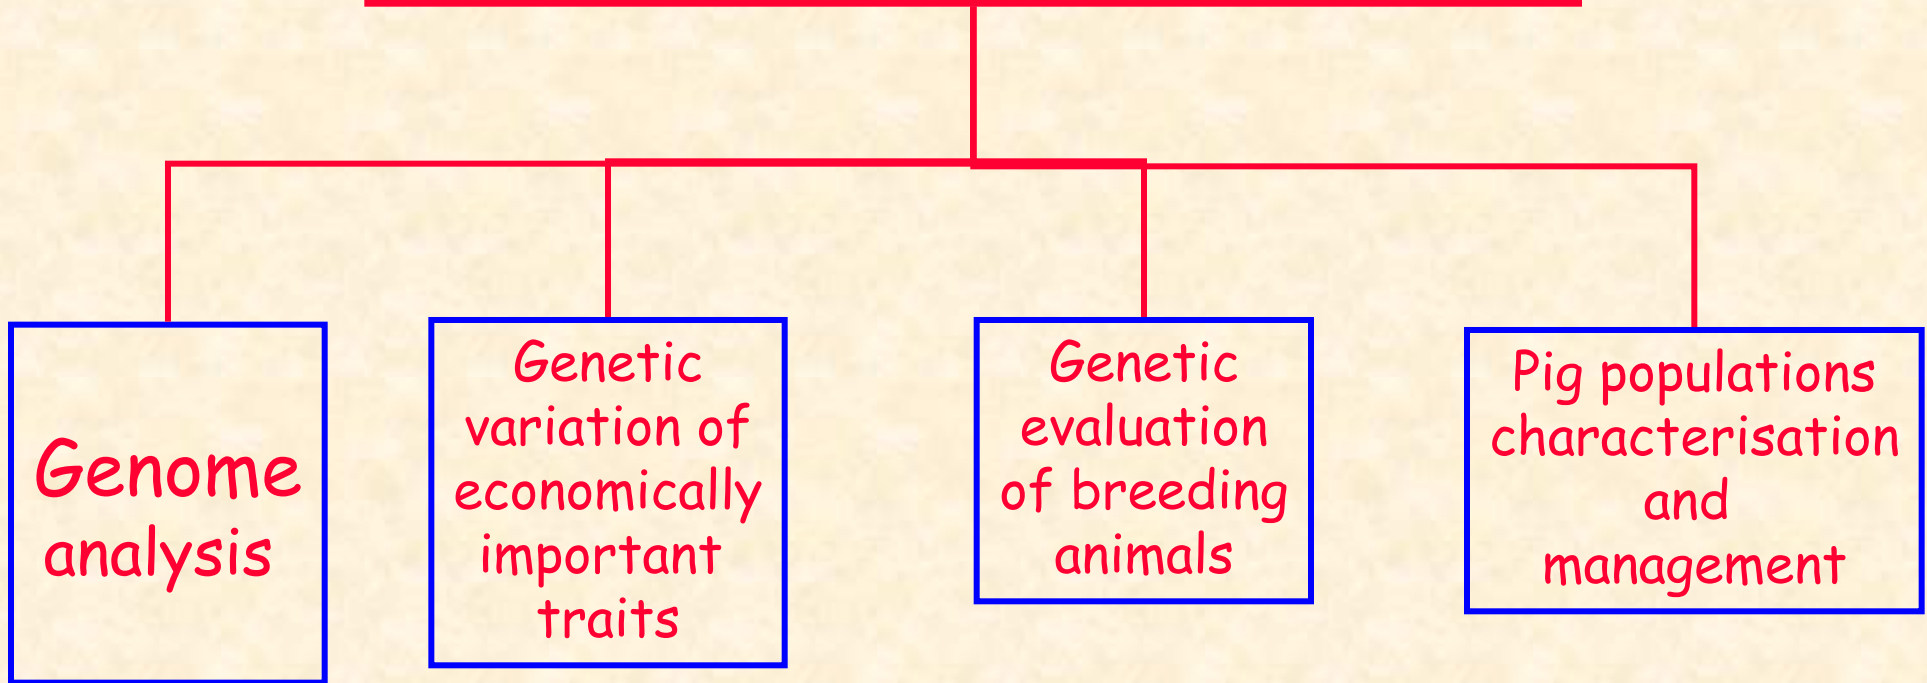 Genome
analysis
Genetic
variation of
economically
important
traits
Genetic
evaluation
of breeding
animals
Pig populations
characterisation
and
management